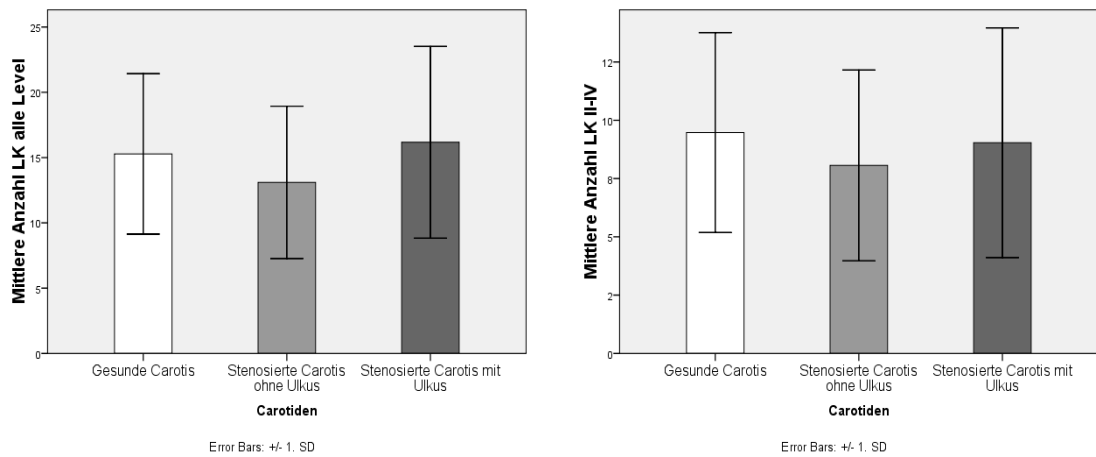 Mittlere Anzahl LK alle Level
25
20
15
10
5
0
Gesunde Carotis
Stenosierte Carotis
ohne Ulkus
Stenosierte Carotis mit
Ulkus
Carotiden
Error Bars: +/- 1. SD
Mittlere Anzahl LK II-IV
12
10
8
5
2
0
Gesunde Carotis
Stenosierte Carotis
ohne Ulkus
Stenosierte Carotis mit
Ulkus
Carotiden
Error Bars: +/- 1. SD